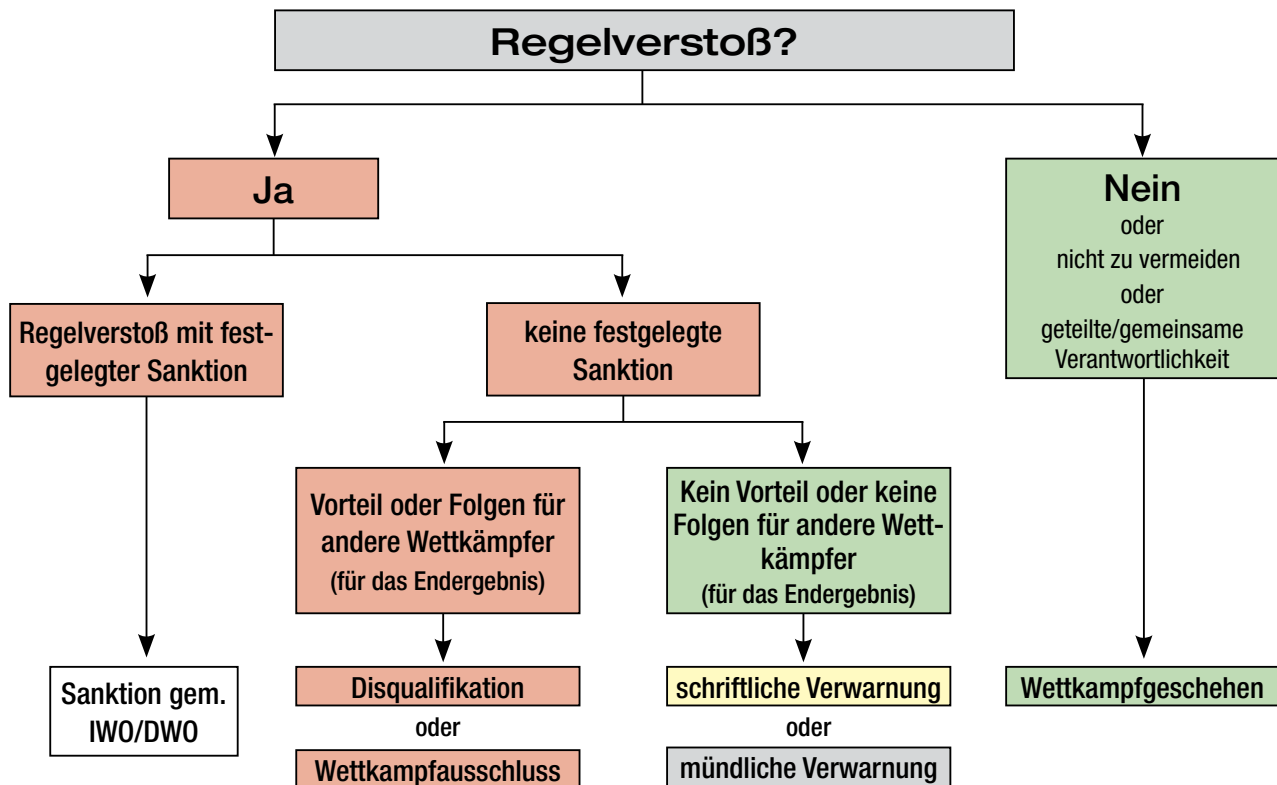 Regelverstoß?
Ja
Nein
oder
nicht zu vermeiden
oder
geteilte/gemeinsame
Verantwortlichkeit
Regelverstoß mit fest-
gelegter Sanktion
keine festgelegte
Sanktion
Vorteil oder Folgen für
andere Wettkämpfer
(für das Endergebnis)
Kein Vorteil oder keine
Folgen für andere Wett-
kämpfer
(für das Endergebnis)
Sanktion gem.
IWO/DWO
Disqualifikation
oder
Wettkampfausschluss
schriftliche Verwarnung
oder
mündliche Verwarnung
Wettkampfgeschehen